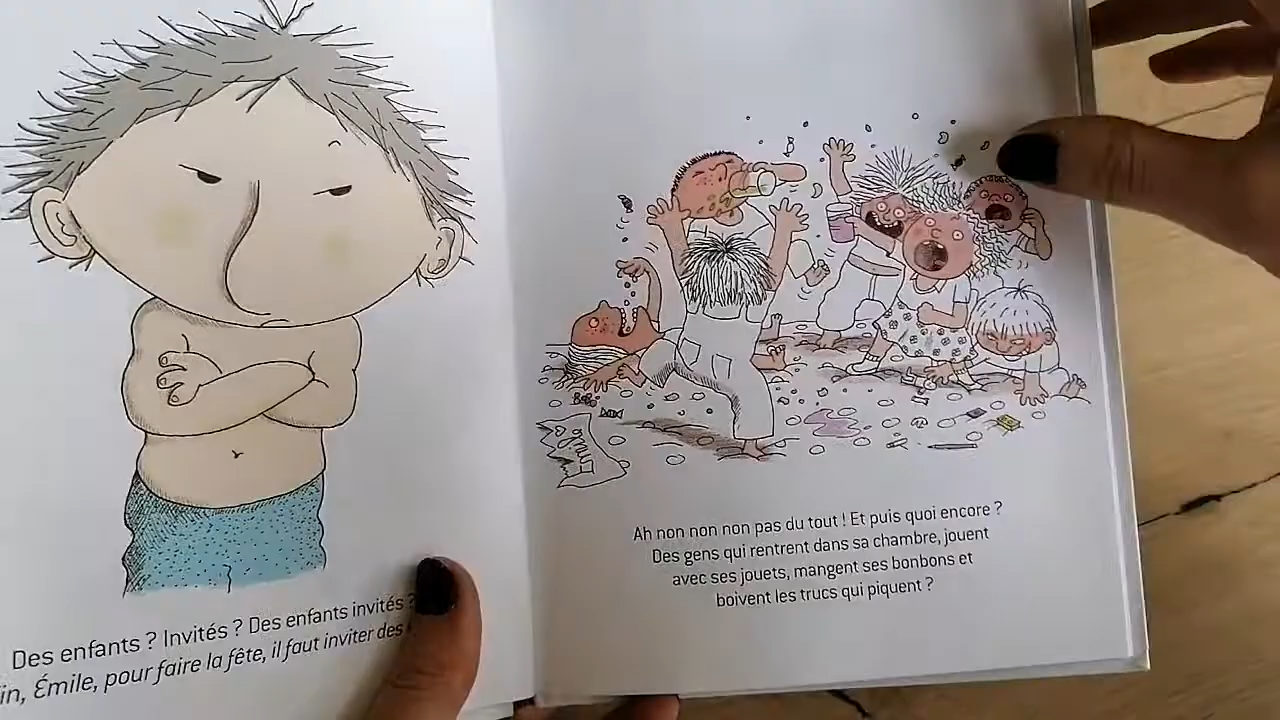 Des enfants ? Invités ? Des enfants invités ?
Émile, pour faire la fête, il faut inviter des
Ah non non non pas du tout ! Et puis quoi encore ?
Des gens qui rentrent dans sa chambre, jouent
avec ses jouets, mangent ses bonbons et
boivent les trucs qui piquent ?